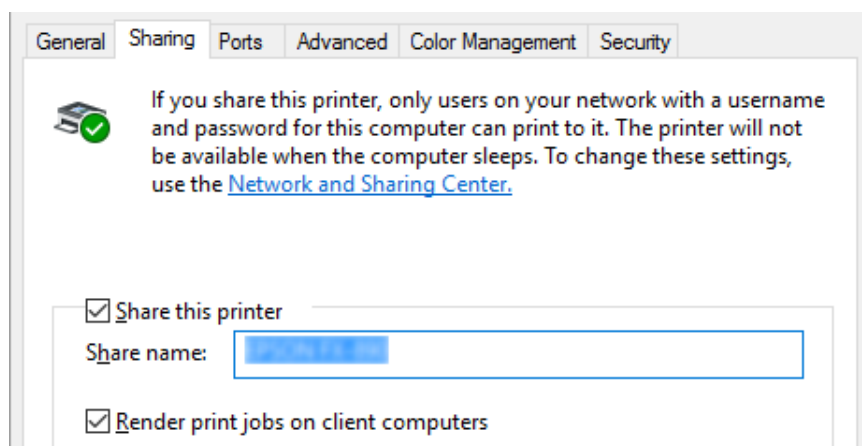 General Sharing Ports Advanced Color Management Security
If you share this printer, only users on your network with a username
and password for this computer can print to it. The printer will not
be available when the computer sleeps. To change these settings,
use the Network and Sharing Center.
Share this printer
Share name:
Render print jobs on client computers